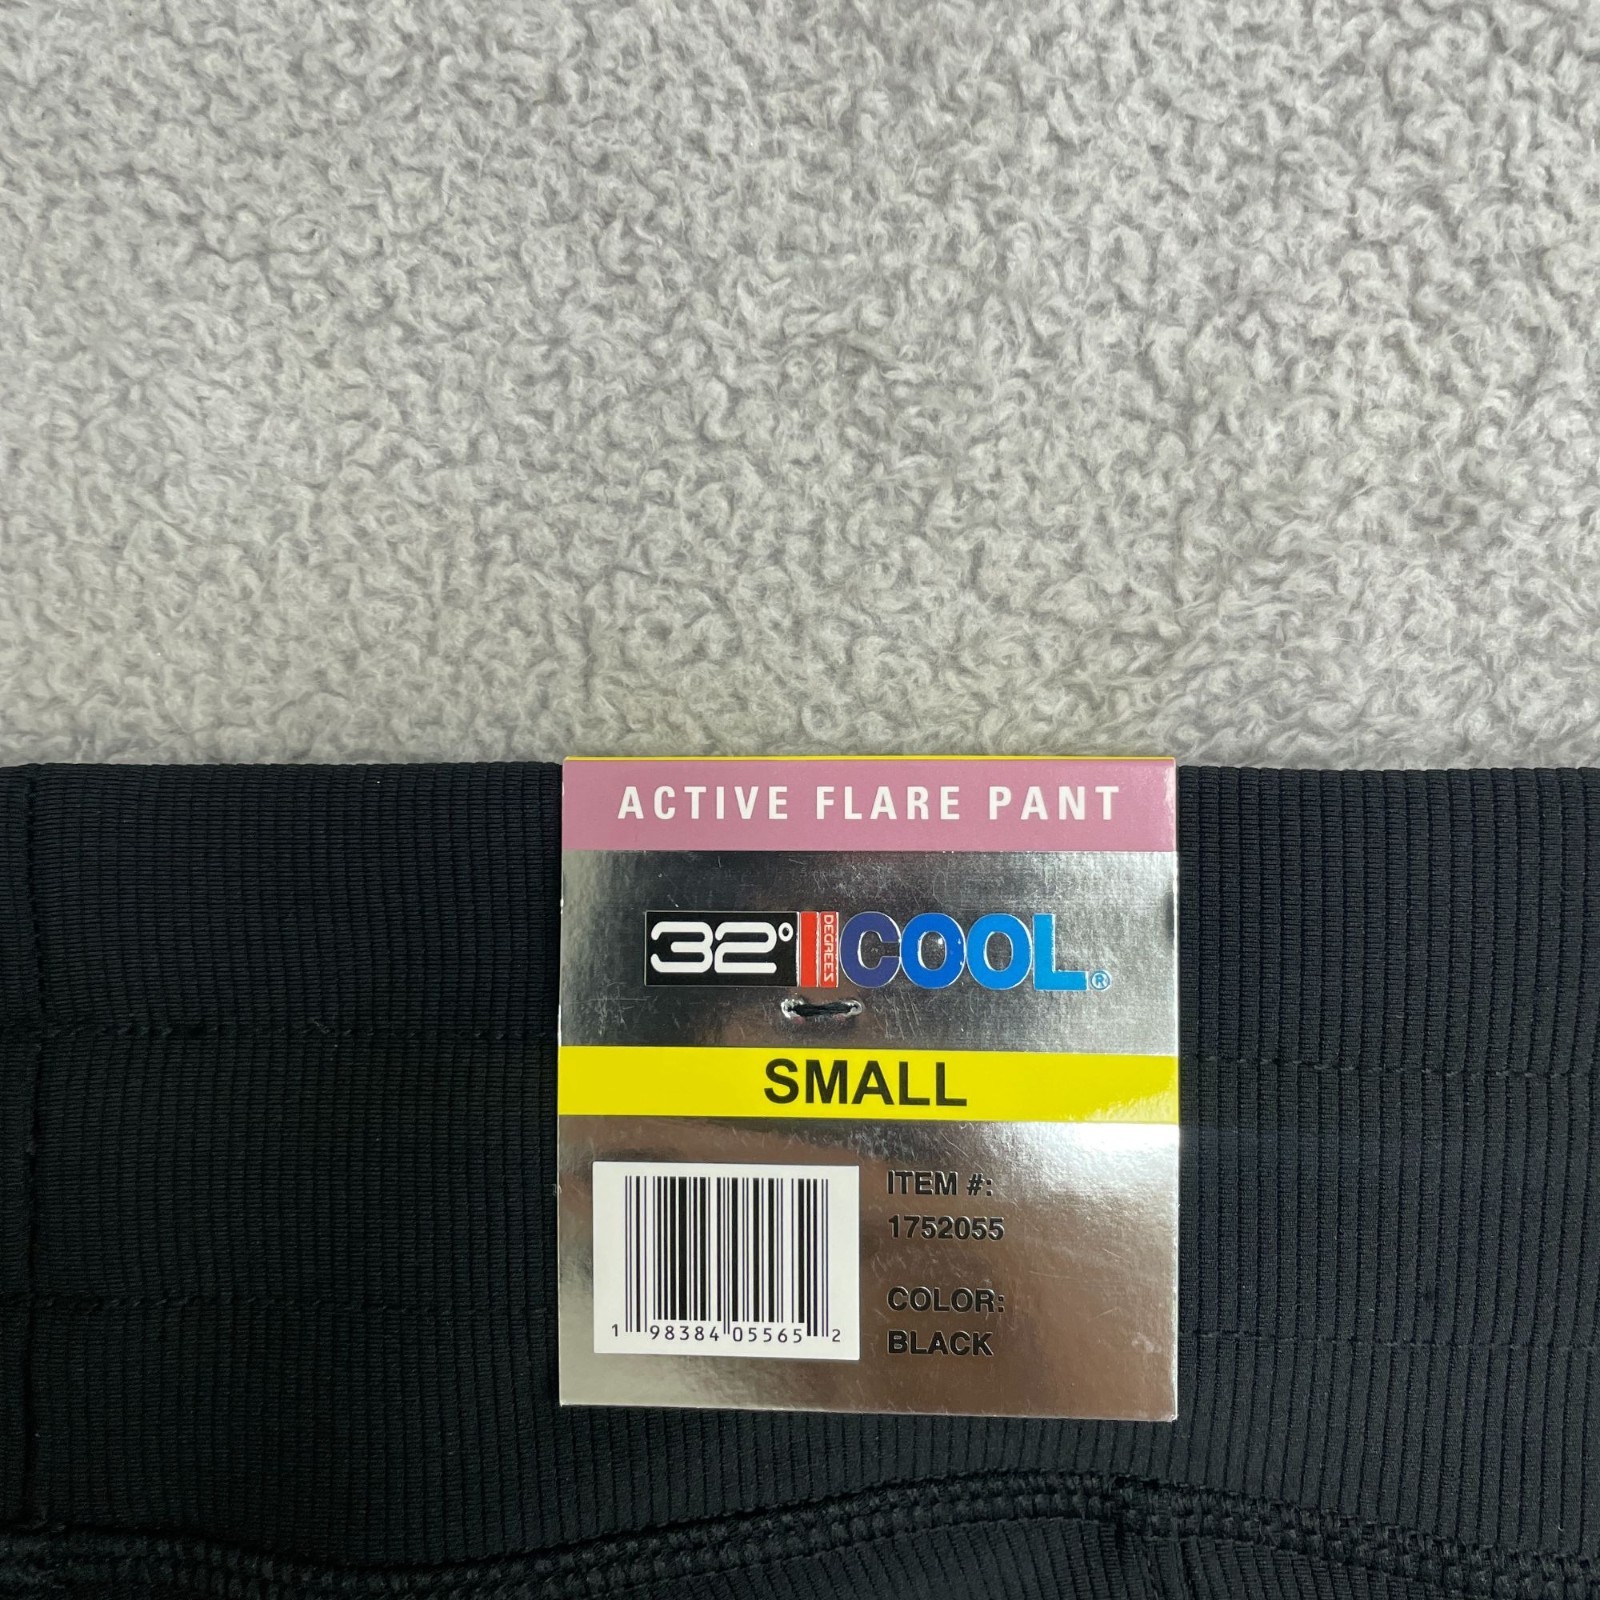 ACTIVE FLARE PANT
32° DEGREES COOL®
SMALL
ITEM #:
1752055
COLOR:
BLACK
1 98384 05565 2